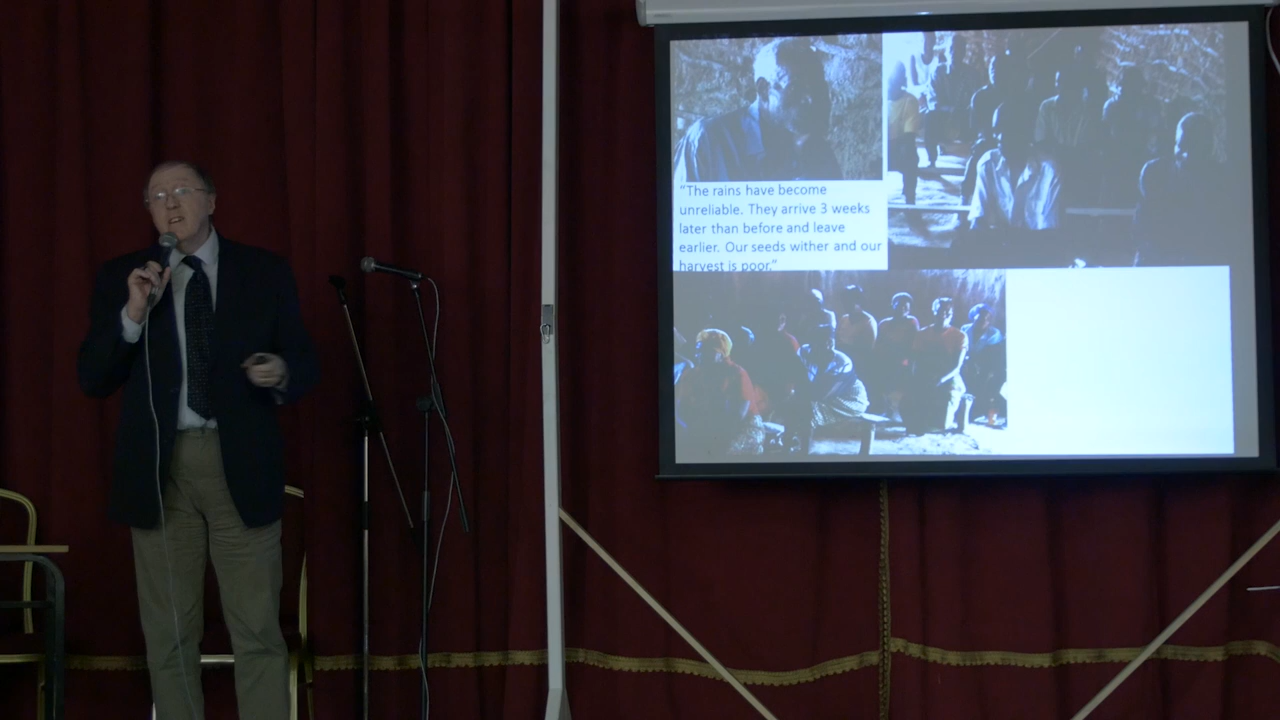 “The rains have become
unreliable. They arrive 3 weeks
later than before and leave
earlier. Our seeds wither and our
harvest is poor.”